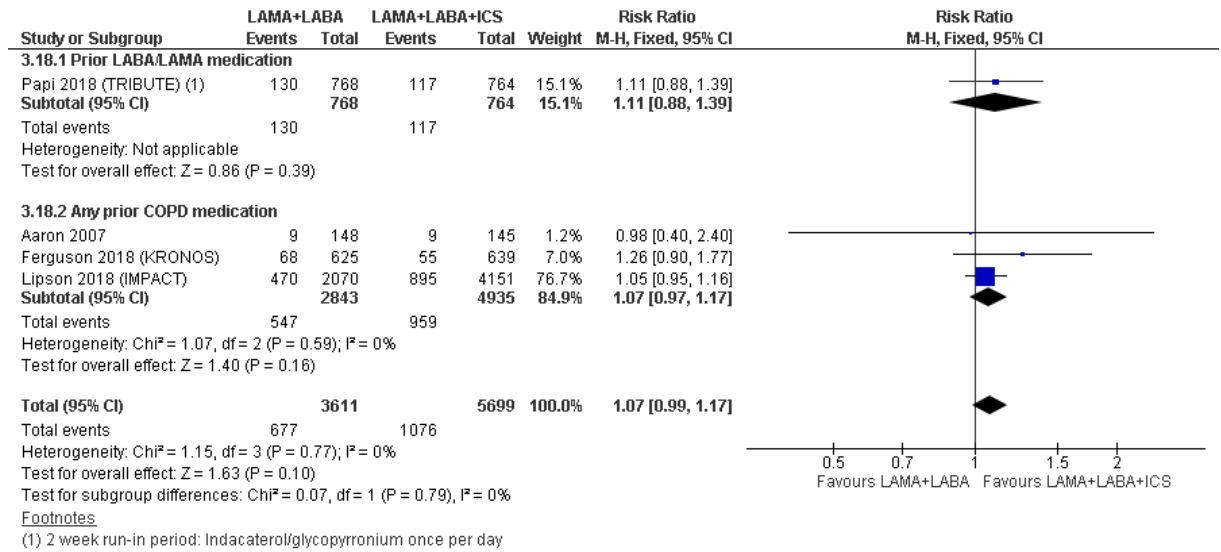 LAMA+LABA LAMA+LABA+ICS Risk Ratio Risk Ratio
Study or Subgroup Events Total Events Total Weight M-H, Fixed, 95% CI M-H, Fixed, 95% CI
3.18.1 Prior LABA/LAMA medication
Papi 2018 (TRIBUTE) (1) 130 768 117 764 15.1% 1.11 [0.88, 1.39]
Subtotal (95% CI) 768 764 15.1% 1.11 [0.88, 1.39]
Total events 130 117
Heterogeneity: Not applicable
Test for overall effect: Z = 0.86 (P = 0.39)
3.18.2 Any prior COPD medication
Aaron 2007 9 148 9 145 1.2% 0.98 [0.40, 2.40]
Ferguson 2018 (KRONOS) 68 625 55 639 7.0% 1.26 [0.90, 1.77]
Lipson 2018 (IMPACT) 470 2070 895 4151 76.7% 1.05 [0.95, 1.16]
Subtotal (95% CI) 2843 4935 84.9% 1.07 [0.97, 1.17]
Total events 547 959
Heterogeneity: Chi² = 1.07, df = 2 (P = 0.59); I² = 0%
Test for overall effect: Z = 1.40 (P = 0.16)
Total (95% CI) 3611 5699 100.0% 1.07 [0.99, 1.17]
Total events 677 1076
Heterogeneity: Chi² = 1.15, df = 3 (P = 0.77); I² = 0%
Test for overall effect: Z = 1.63 (P = 0.10)
Test for subgroup differences: Chi² = 0.07, df = 1 (P = 0.79), I² = 0%
0.5 0.7 1 1.5 2
Favours LAMA+LABA Favours LAMA+LABA+ICS
Footnotes
(1) 2 week run-in period: Indacaterol/glycopyrronium once per day